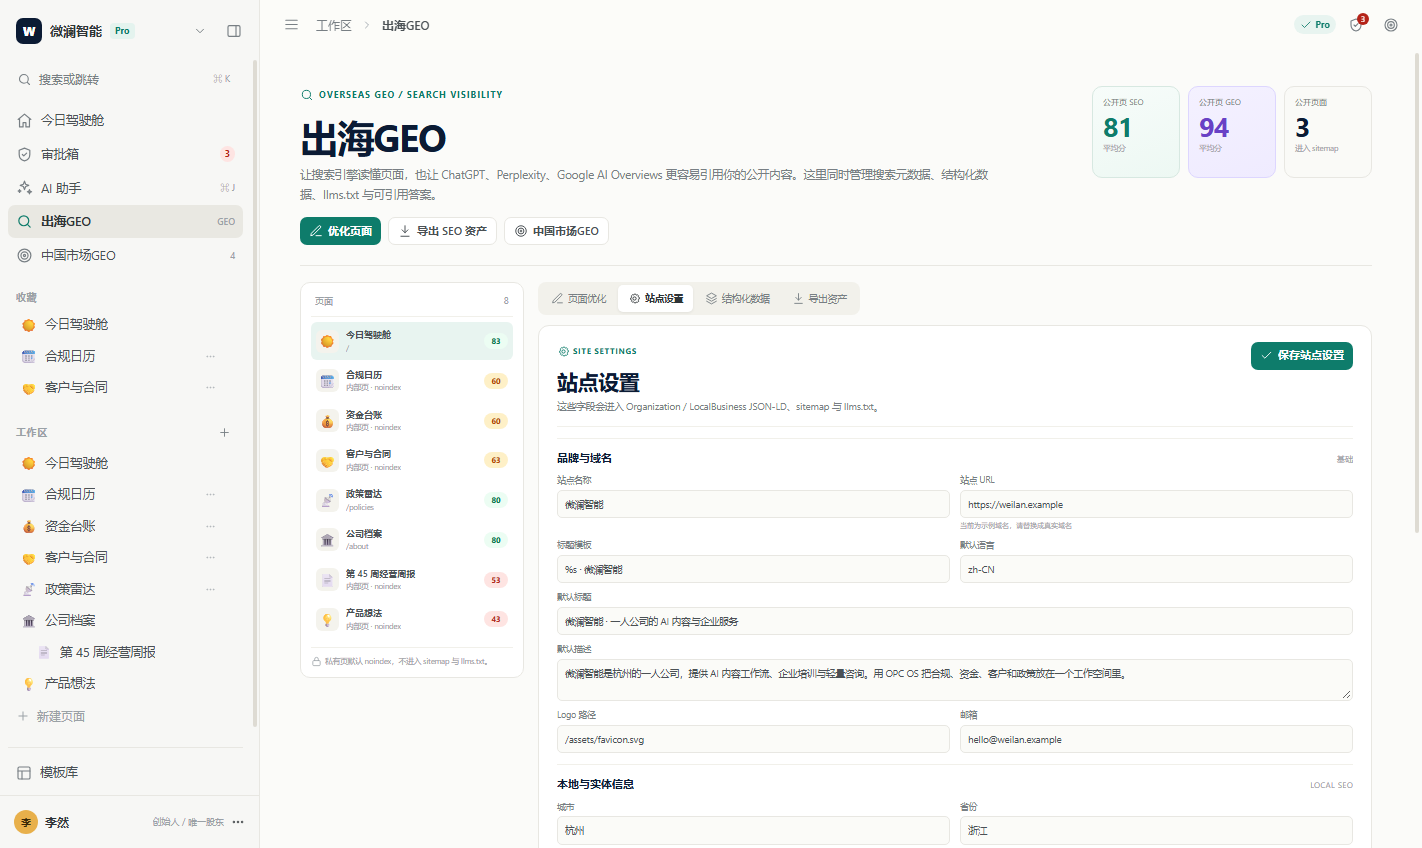 W 微澜智能 Pro
搜索或跳转 ⌘K
今日驾驶舱
审批箱 3
AI 助手 ⌘J
出海GEO GEO
中国市场GEO 4
收藏
今日驾驶舱
合规日历 ···
客户与合同 ···
工作区 +
今日驾驶舱
合规日历 ···
资金台账 ···
客户与合同 ···
政策雷达 ···
公司档案
第 45 周经营周报
产品想法
+ 新建页面
模板库
李 李然 创始人 / 唯一股东 ···
工作区 > 出海GEO
Pro 3
OVERSEAS GEO / SEARCH VISIBILITY
出海GEO
让搜索引擎读懂页面，也让 ChatGPT、Perplexity、Google AI Overviews 更容易引用你的公开内容。这里同时管理搜索元数据、结构化数
据、llms.txt 与可引用答案。
优化页面 导出 SEO 资产 中国市场GEO
公开页 SEO
81
平均分
公开页 GEO
94
平均分
公开页面
3
进入 sitemap
页面 8
今日驾驶舱
/
83
合规日历
内部页 · noindex
60
资金台账
内部页 · noindex
60
客户与合同
内部页 · noindex
63
政策雷达
/policies
80
公司档案
/about
80
第 45 周经营周报
内部页 · noindex
53
产品想法
内部页 · noindex
43
私有页默认 noindex，不进入 sitemap 与 llms.txt。
页面优化 站点设置 结构化数据 导出资产
SITE SETTINGS
站点设置
这些字段会进入 Organization / LocalBusiness JSON-LD、sitemap 与 llms.txt。
保存站点设置
品牌与域名 基础
站点名称
微澜智能
站点 URL
https://weilan.example
当前为示例域名，请替换成真实域名
标题模板
%s · 微澜智能
默认语言
zh-CN
默认标题
微澜智能 · 一人公司的 AI 内容与企业服务
默认描述
微澜智能是杭州的一人公司，提供 AI 内容工作流、企业培训与轻量咨询。用 OPC OS 把合规、资金、客户和政策放在一个工作空间里。
Logo 路径
/assets/favicon.svg
邮箱
hello@weilan.example
本地与实体信息 LOCAL SEO
城市
杭州
省份
浙江